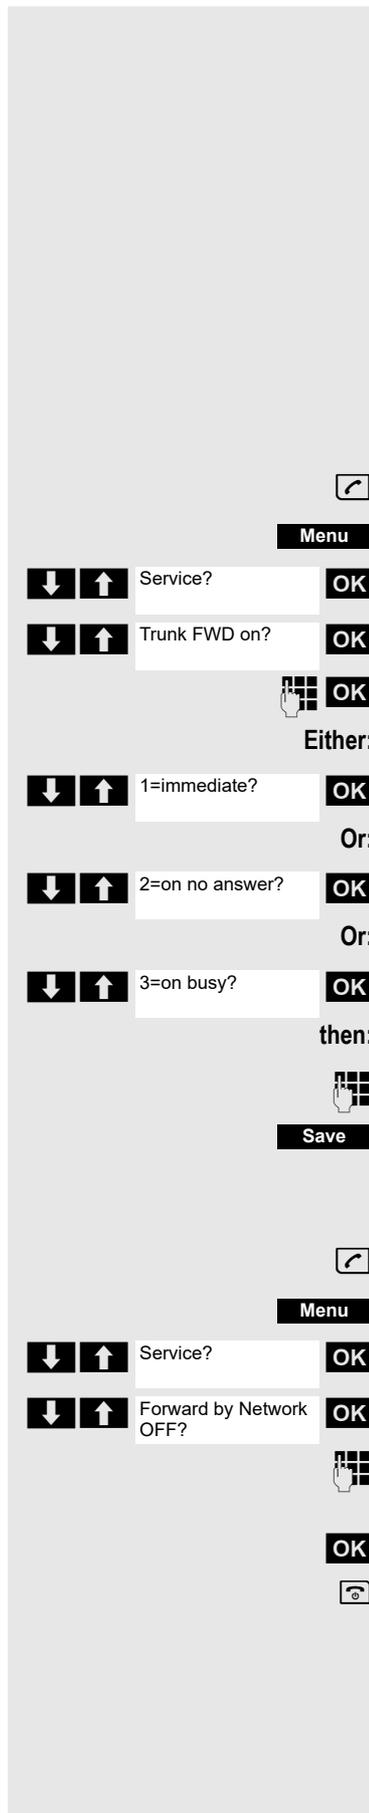 Menu
Service? OK
Trunk FWD on? OK
OK
Either:
1=immediate? OK
Or:
2=on no answer? OK
Or:
3=on busy? OK
then:
Save
Menu
Service? OK
Forward by Network OK
OFF?
OK